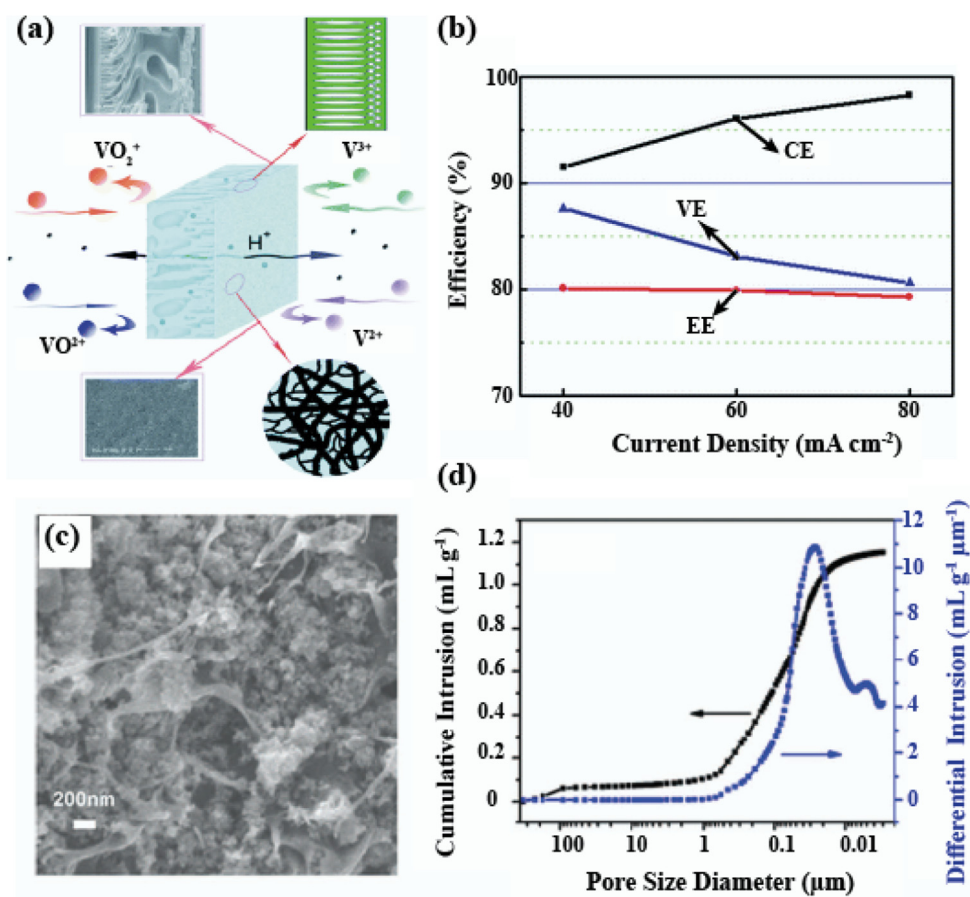 (a)
VO₂⁺
V³⁺
H⁺
VO²⁺
V²⁺
(b)
100
90
80
70
Efficiency (%)
CE
VE
EE
40 60 80
Current Density (mA cm⁻²)
(c)
200nm
(d)
1.2
1.0
0.8
0.6
0.4
0.2
0
Cumulative Intrusion (mL g⁻¹)
12
10
8
6
4
2
0
Differential Intrusion (mL g⁻¹ µm⁻¹)
100 10 1 0.1 0.01
Pore Size Diameter (µm)